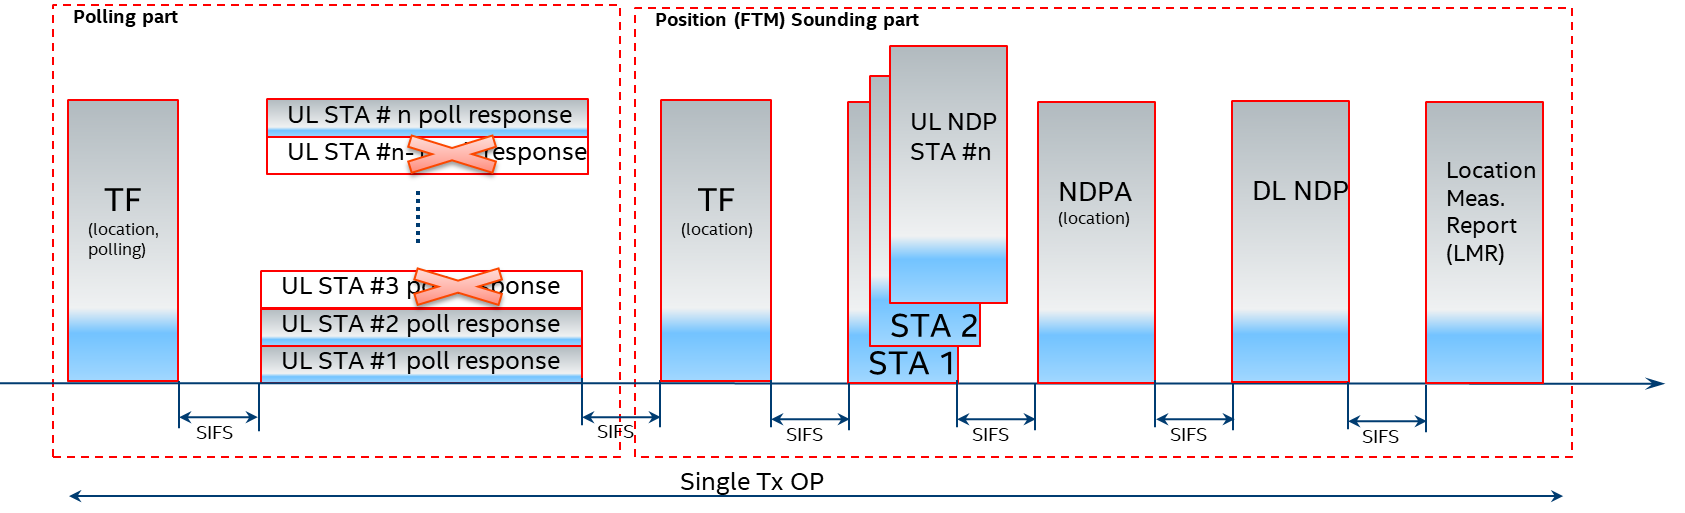 Polling part
Position (FTM) Sounding part
TF
(location,
polling)
UL STA # n poll response
UL STA #n- response
UL STA #3 po ponse
UL STA #2 poll response
UL STA #1 poll response
TF
(location)
UL NDP
STA #n
STA 2
STA 1
NDPA
(location)
DL NDP
Location
Meas.
Report
(LMR)
SIFS
SIFS
SIFS
SIFS
SIFS
SIFS
Single Tx OP